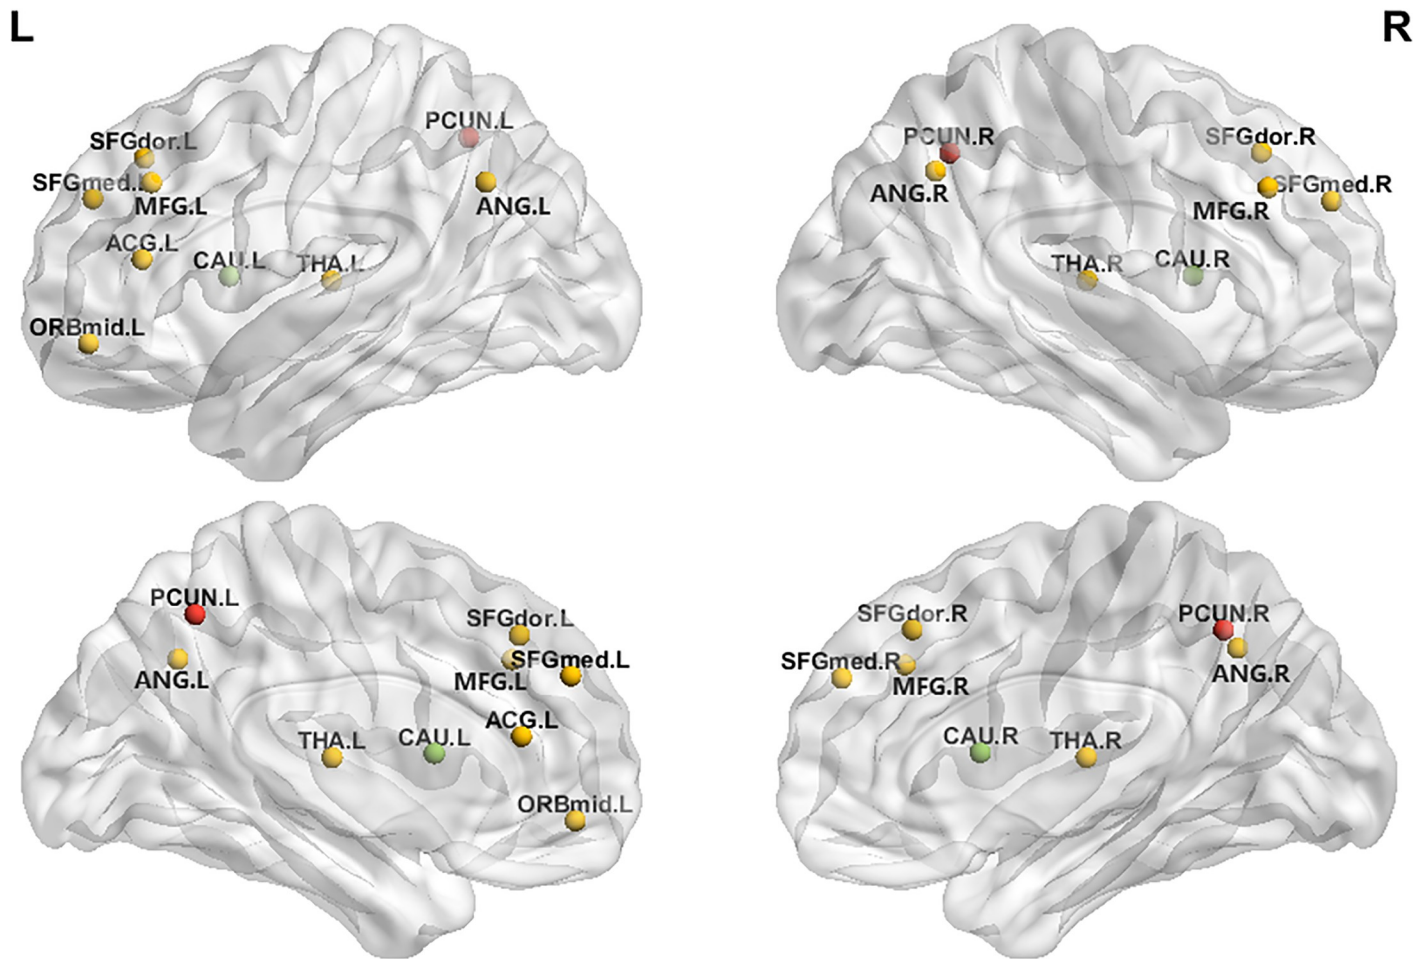 L
R
PCUN.L
SFGdor.L
SFGmed.L
MFG.L
ANG.L
ACG.L
CAU.L
THA.L
ORBmid.L
PCUN.R
SFGdor.R
ANG.R
SFGmed.R
MFG.R
THA.R
CAU.R
PCUN.L
SFGdor.L
SFGmed.L
ANG.L
MFG.L
ACG.L
THA.L
CAU.L
ORBmid.L
SFGdor.R
PCUN.R
SFGmed.R
ANG.R
MFG.R
CAU.R
THA.R